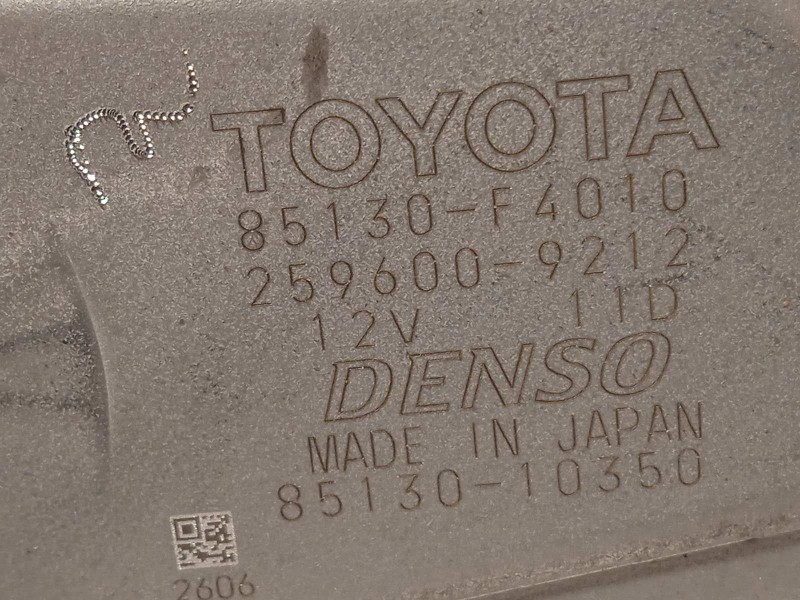 TOYOTA
85130-F4010
259600-9212
12V 11D
DENSO
MADE IN JAPAN
85130-10350
2606